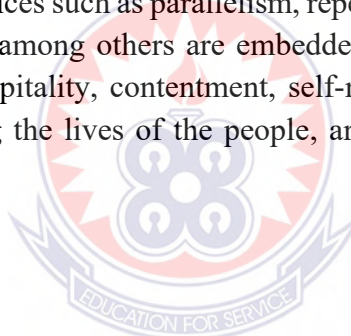 ices such as parallelism, repe
among others are embedde
pitality, contentment, self-r
g the lives of the people, an
EDUCATION FOR SERVICE